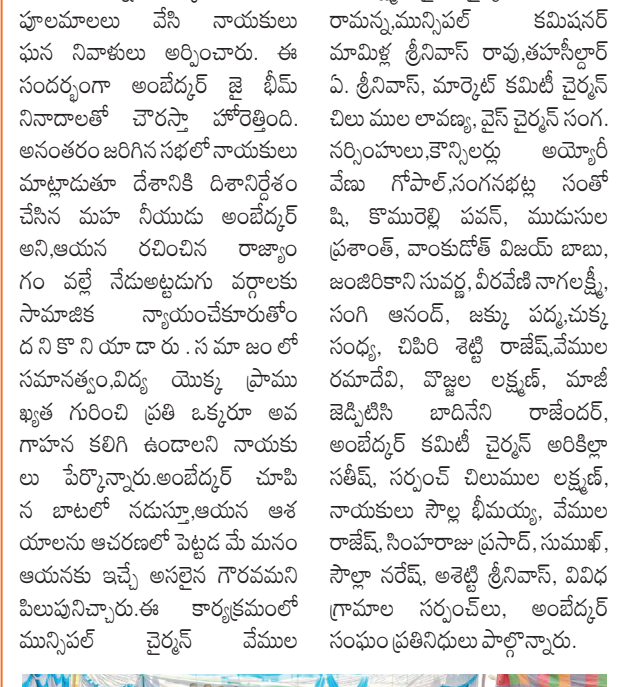 పూలమాలలు వేసి నాయకులు
ఘన నివాళులు అర్పించారు. ఈ
సందర్భంగా అంబేద్కర్ జై భీమ్
నినాదాలతో చౌరస్తా హోరెత్తింది.
అనంతరం జరిగిన సభలో నాయకులు
మాట్లాడుతూ దేశానికి దిశానిర్దేశం
చేసిన మహ నీయుడు అంబేద్కర్
అని,ఆయన రచించిన రాజ్యాం
గం వల్లే నేడుఅట్టడుగు వర్గాలకు
సామాజిక న్యాయంచేకూరుతోం
ద ని కొ ని యా డా రు . స మా జం లో
సమానత్వం,విద్య యొక్క ప్రాము
ఖ్యత గురించి ప్రతి ఒక్కరూ అవ
గాహన కలిగి ఉండాలని నాయకు
లు పేర్కొన్నారు.అంబేద్కర్ చూపి
న బాటలో నడుస్తూ,ఆయన ఆశ
యాలను ఆచరణలో పెట్టడ మే మనం
ఆయనకు ఇచ్చే అసలైన గౌరవమని
పిలుపునిచ్చారు.ఈ కార్యక్రమంలో
మున్సిపల్ చైర్మన్ వేముల
రామన్న,మున్సిపల్ కమిషనర్
మామిళ్ల శ్రీనివాస్ రావు,తహసీల్దార్
ఏ. శ్రీనివాస్, మార్కెట్ కమిటీ చైర్మన్
చిలు ముల లావణ్య, వైస్ చైర్మన్ సంగ.
నర్సింహులు,కౌన్సిలర్లు అయ్యోరీ
వేణు గోపాల్,సంగనభట్ల సంతో
షి, కొమురెల్లి పవన్, ముదుసుల
ప్రశాంత్, వాంకుడోత్ విజయ్ బాబు,
జంజిరికాని సువర్ణ, వీరవేణి నాగలక్ష్మీ,
సంగి ఆనంద్, జక్కు పద్మ,చుక్క
సంధ్య, చిపిరి శెట్టి రాజేష్,వేముల
రమాదేవి, వొజ్జల లక్ష్మణ్, మాజీ
జెడ్పిటిసి బాదినేని రాజేందర్,
అంబేద్కర్ కమిటీ చైర్మన్ అరికిల్లా
సతీష్, సర్పంచ్ చిలుముల లక్ష్మణ్,
నాయకులు సౌల్ల భీమయ్య, వేముల
రాజేష్, సింహరాజు ప్రసాద్, సుముఖ్,
సౌల్లా నరేష్, అశెట్టి శ్రీనివాస్, వివిధ
గ్రామాల సర్పంచ్‌లు, అంబేద్కర్
సంఘం ప్రతినిధులు పాల్గొన్నారు.